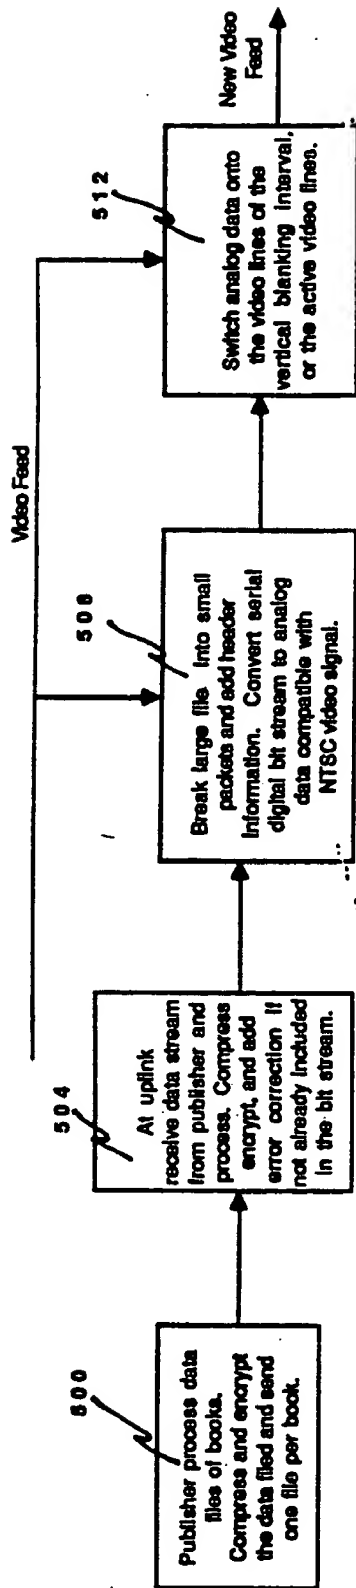 Video Feed
500
Publisher process data
files of books.
Compress and encrypt
the data filed and send
one file per book.
504
At uplink
receive data stream
from publisher and
process. Compress
encrypt, and add
error correction if
not already included
in the bit stream.
508
Break large file into small
packets and add header
information. Convert serial
digital bit stream to analog
data compatible with
NTSC video signal.
512
Switch analog data onto
the video lines of the
vertical blanking interval,
or the active video lines.
New Video
Feed